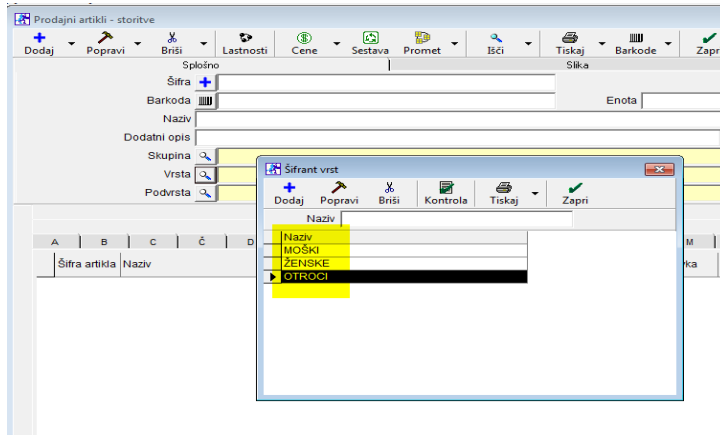 Prodajni artikli - storitve
Dodaj Popravi Briši Lastnosti Cene Sestava Promet Išči Tiskaj Barkode Zapr
Splošno Slika
Šifra
Barkoda Enota
Naziv
Dodatni opis
Skupina
Vrsta
Podvrsta
Šifrant vrst
Dodaj Popravi Briši Kontrola Tiskaj Zapri
Naziv
Naziv
MOŠKI
ŽENSKE
OTROCI
A B C Č D M
Šifra artikla Naziv ka